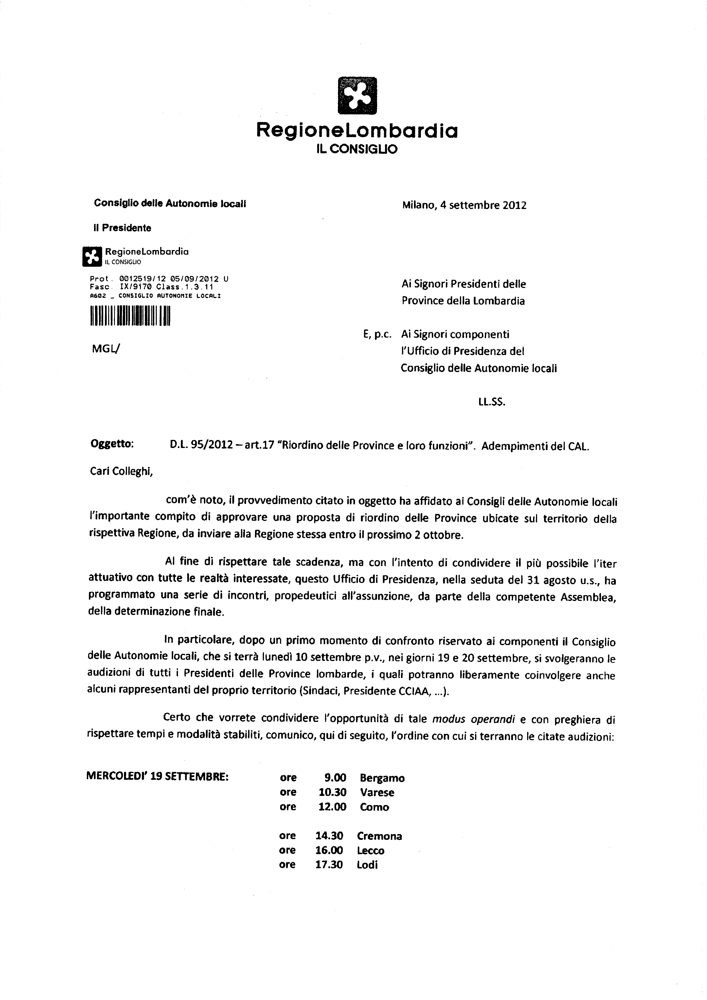 RegioneLombardia
IL CONSIGLIO
Consiglio delle Autonomie locali
Milano, 4 settembre 2012
Il Presidente
RegioneLombardia
IL CONSIGLIO
Prot. 0012519/12 05/09/2012 U
Fasc. IX/9170 Class.1.3.11
A602 _ CONSIGLIO AUTONOMIE LOCALI
MGL/
Ai Signori Presidenti delle
Province della Lombardia
E, p.c. Ai Signori componenti
l'Ufficio di Presidenza del
Consiglio delle Autonomie locali
LL.SS.
Oggetto: D.L. 95/2012 – art.17 "Riordino delle Province e loro funzioni". Adempimenti del CAL.
Cari Colleghi,
com'è noto, il provvedimento citato in oggetto ha affidato ai Consigli delle Autonomie locali
l'importante compito di approvare una proposta di riordino delle Province ubicate sul territorio della
rispettiva Regione, da inviare alla Regione stessa entro il prossimo 2 ottobre.
Al fine di rispettare tale scadenza, ma con l'intento di condividere il più possibile l'iter
attuativo con tutte le realtà interessate, questo Ufficio di Presidenza, nella seduta del 31 agosto u.s., ha
programmato una serie di incontri, propedeutici all'assunzione, da parte della competente Assemblea,
della determinazione finale.
In particolare, dopo un primo momento di confronto riservato ai componenti il Consiglio
delle Autonomie locali, che si terrà lunedì 10 settembre p.v., nei giorni 19 e 20 settembre, si svolgeranno le
audizioni di tutti i Presidenti delle Province lombarde, i quali potranno liberamente coinvolgere anche
alcuni rappresentanti del proprio territorio (Sindaci, Presidente CCIAA, ...).
Certo che vorrete condividere l'opportunità di tale modus operandi e con preghiera di
rispettare tempi e modalità stabiliti, comunico, qui di seguito, l'ordine con cui si terranno le citate audizioni:
MERCOLEDI' 19 SETTEMBRE: ore 9.00 Bergamo
ore 10.30 Varese
ore 12.00 Como
ore 14.30 Cremona
ore 16.00 Lecco
ore 17.30 Lodi